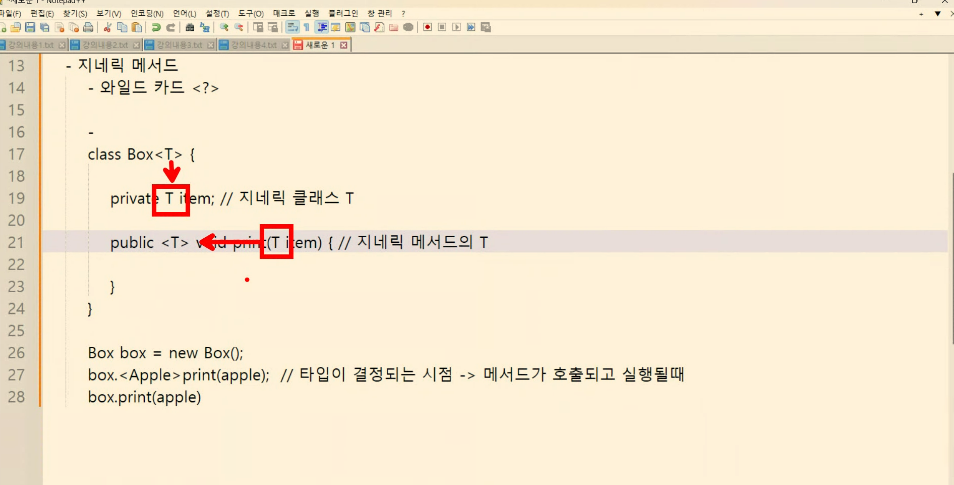 *새로운 1 - Notepad++
파일(F) 편집(E) 찾기(S) 보기(V) 인코딩(N) 언어(L) 설정(T) 도구(O) 매크로 실행 플러그인 창 관리 ?
강의내용1.txt 강의내용2.txt 강의내용3.txt 강의내용4.txt 새로운 1
13 - 지네릭 메서드
14 - 와일드 카드 <?>
15
16 -
17 class Box<T> {
18
19 private T item; // 지네릭 클래스 T
20
21 public <T> void print(T item) { // 지네릭 메서드의 T
22
23 }
24 }
25
26 Box box = new Box();
27 box.<Apple>print(apple); // 타입이 결정되는 시점 -> 메서드가 호출되고 실행될때
28 box.print(apple)